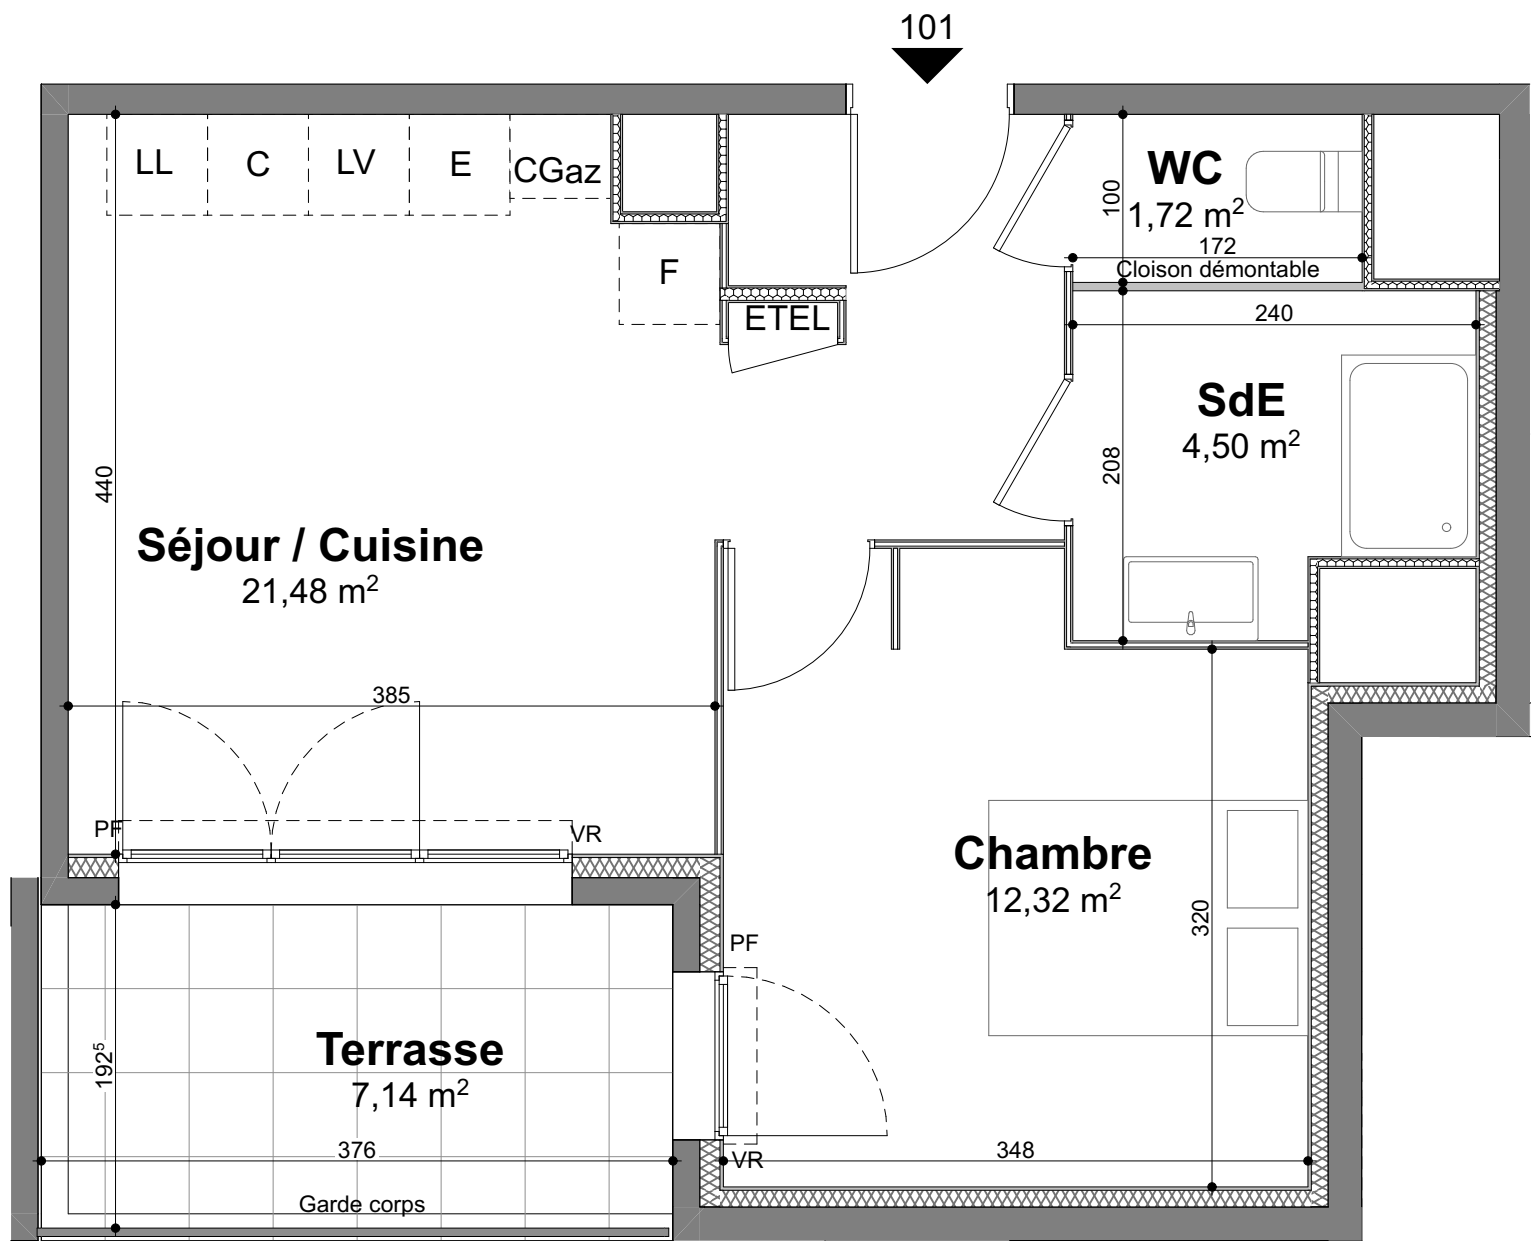 101
LL
C
LV
E
CGaz
F
ETEL
WC
1,72 m²
100
172
Cloison démontable
240
SdE
4,50 m²
208
440
Séjour / Cuisine
21,48 m²
385
PF
VR
Chambre
12,32 m²
320
PF
VR
348
Terrasse
7,14 m²
192⁵
376
Garde corps